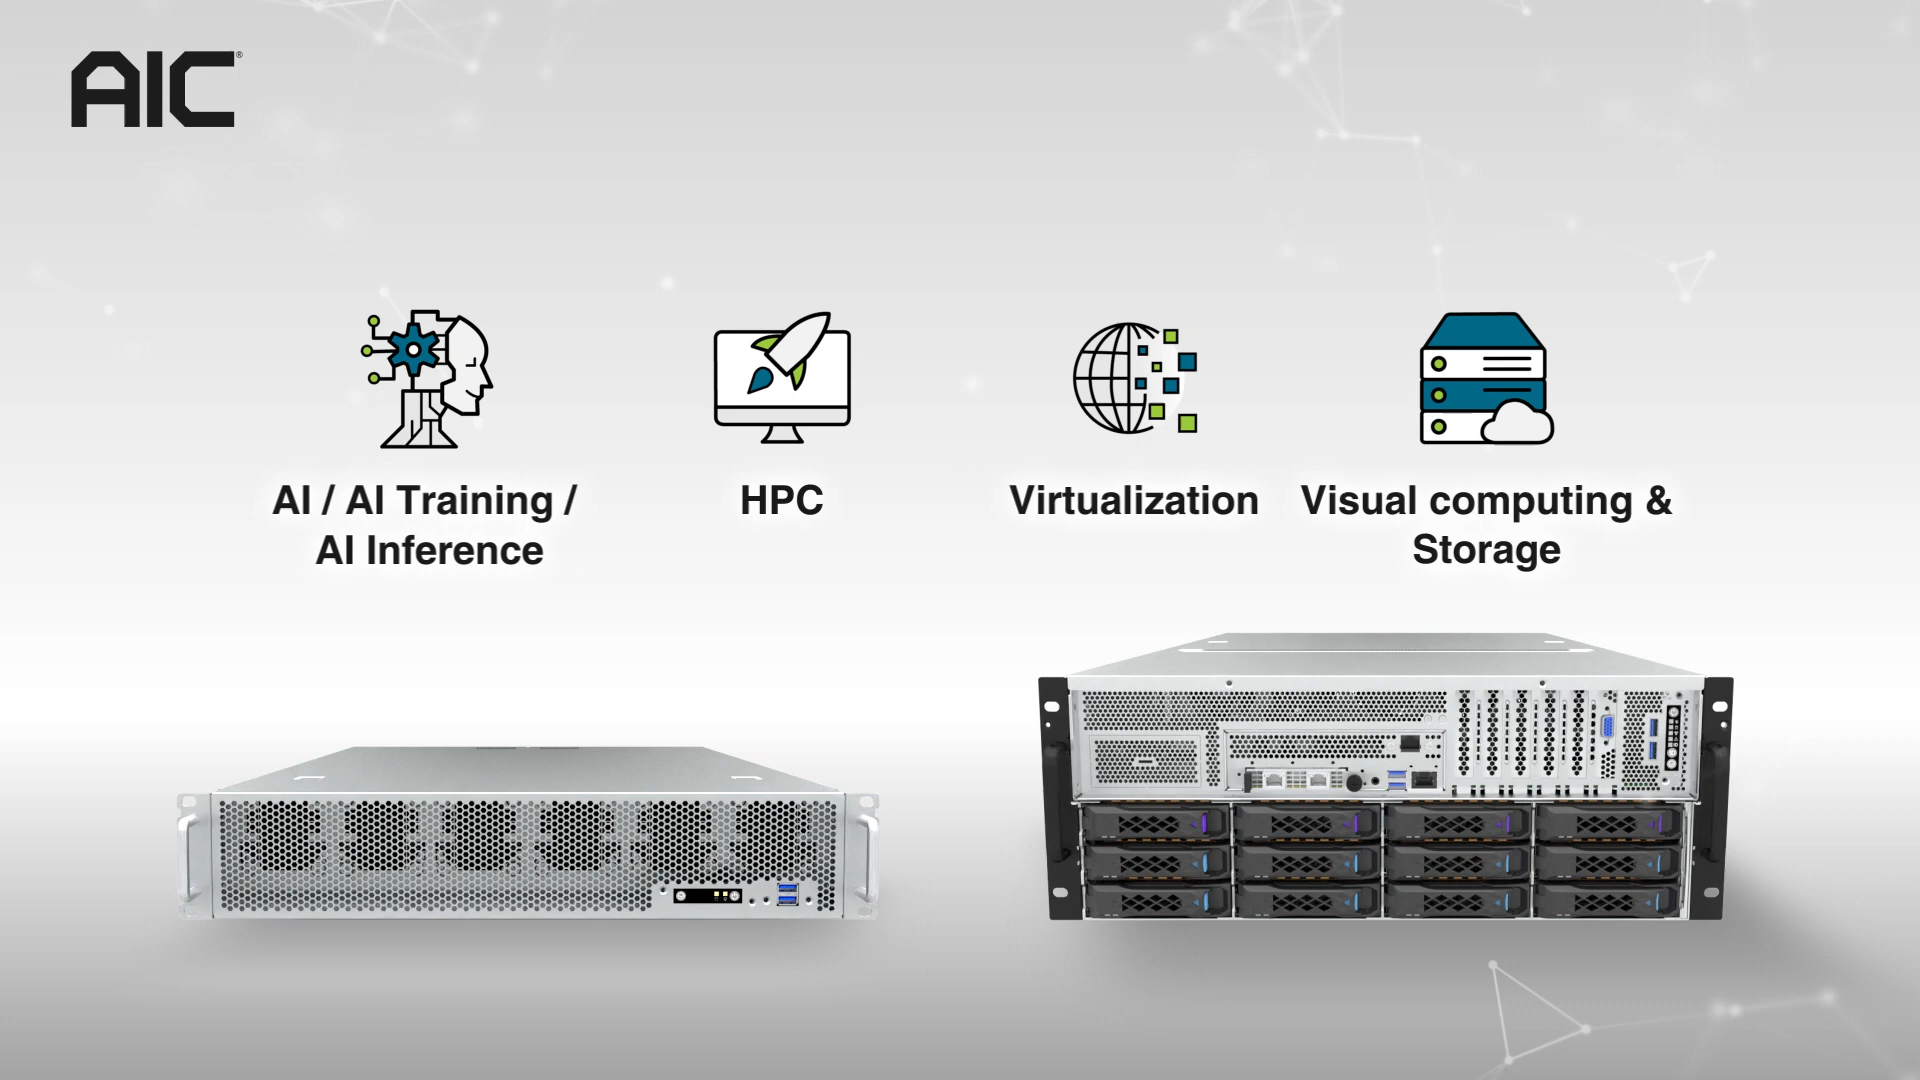 AIC®
AI / AI Training /
AI Inference
HPC
Virtualization
Visual computing &
Storage